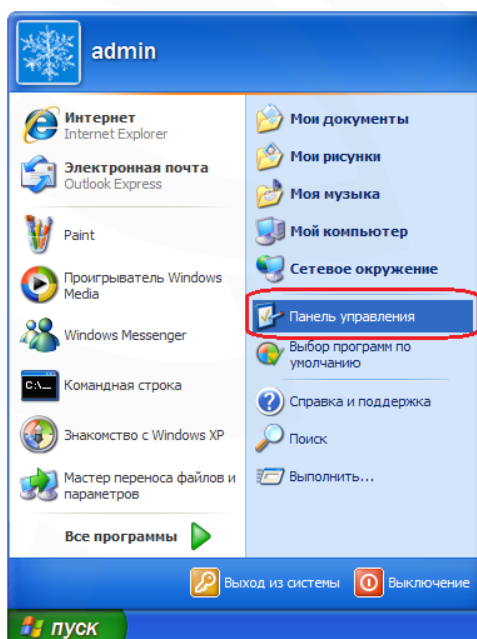 admin
Интернет
Internet Explorer
Электронная почта
Outlook Express
Paint
Проигрыватель Windows
Media
Windows Messenger
C:\_
Командная строка
Знакомство с Windows XP
Мастер переноса файлов и
параметров
Все программы
Мои документы
Мои рисунки
Моя музыка
Мой компьютер
Сетевое окружение
Панель управления
Выбор программ по
умолчанию
Справка и поддержка
Поиск
Выполнить...
Выход из системы
Выключение
пуск